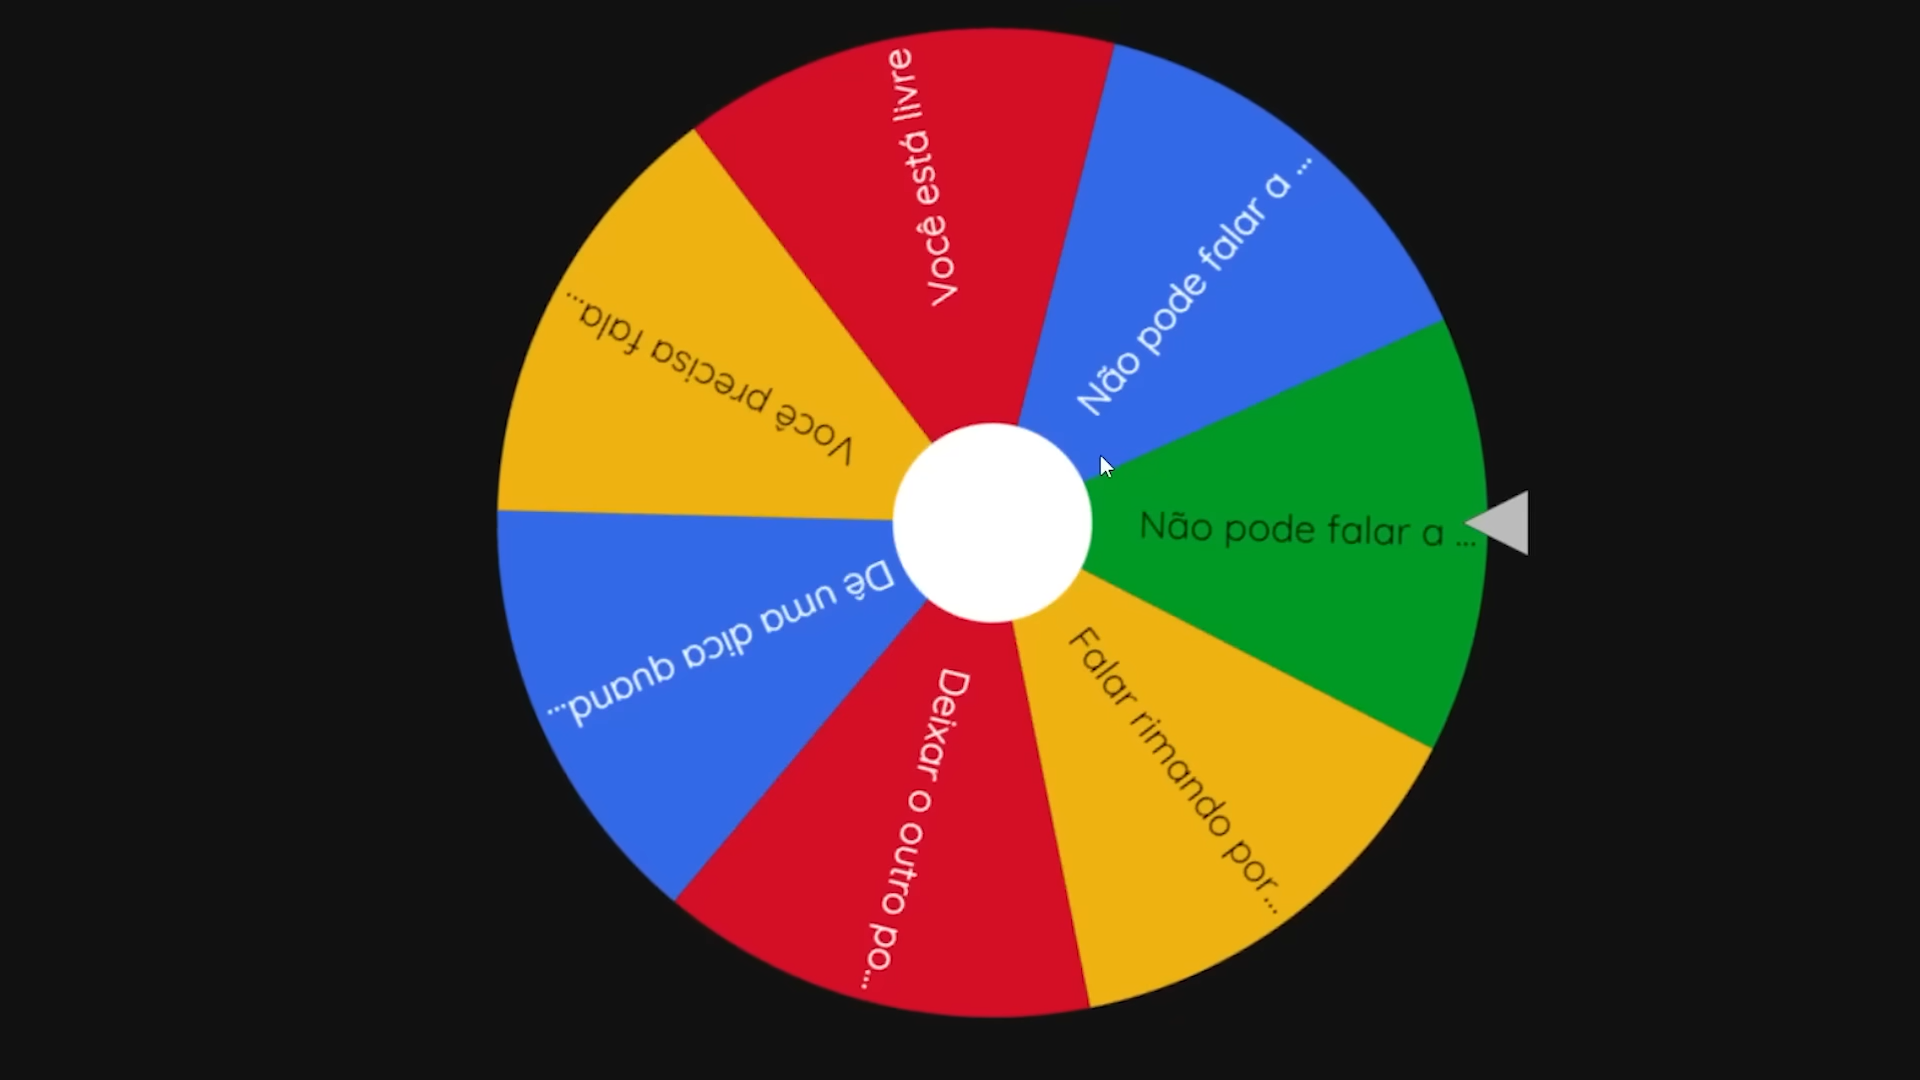 Você está livre
Não pode falar a ...
Não pode falar a ...
Falar rimando por...
Deixar o outro po...
Dê uma dica quand...
Você precisa fala...